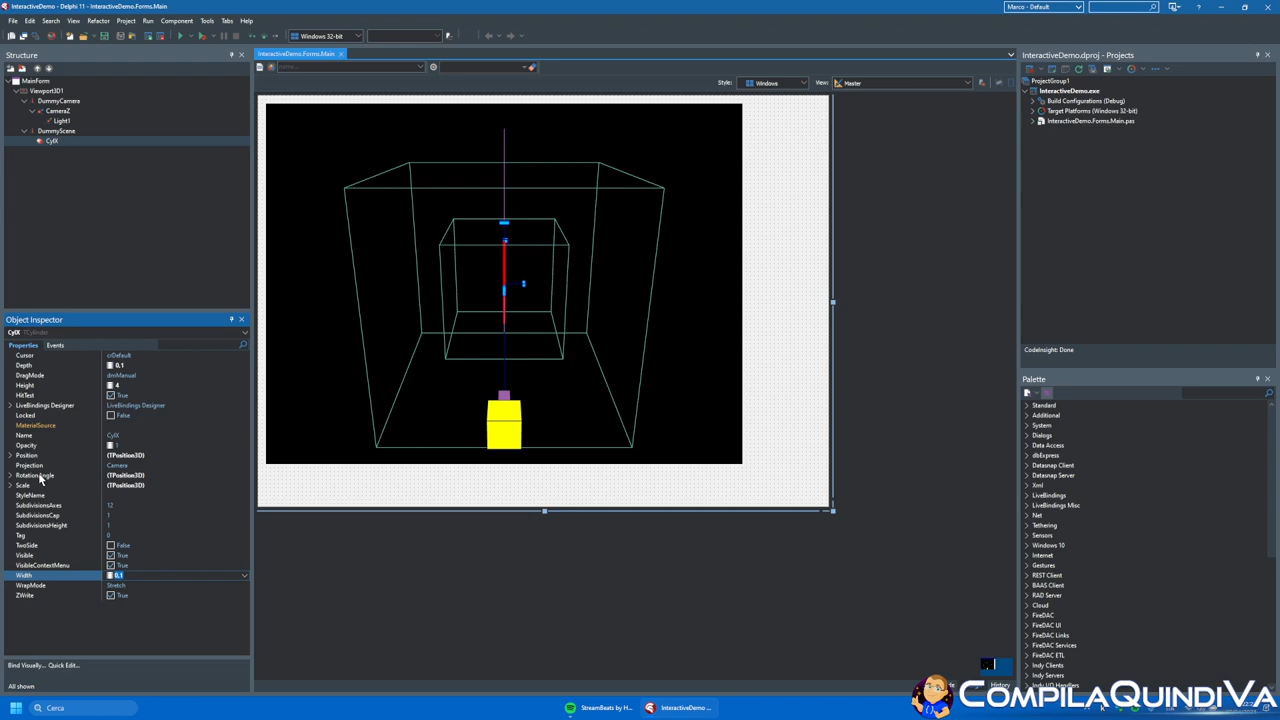 InteractiveDemo - Delphi 11 - InteractiveDemo.Forms.Main
Marco - Default
File Edit Search View Refactor Project Run Component Tools Tabs Help
Windows 32-bit
Structure
MainForm
Viewport3D1
DummyCamera
CameraZ
Light1
DummyScene
CylX
InteractiveDemo.Forms.Main
Style:
Windows
View:
Master
InteractiveDemo.dproj - Projects
ProjectGroup1
InteractiveDemo.exe
Build Configurations (Debug)
Target Platforms (Windows 32-bit)
InteractiveDemo.Forms.Main.pas
CodeInsight: Done
Object Inspector
CylX TCylinder
Properties Events
Cursor crDefault
Depth 0,1
DragMode dmManual
Height 4
HitTest True
LiveBindings Designer LiveBindings Designer
Locked False
MaterialSource
Name CylX
Opacity 1
Position (TPosition3D)
Projection Camera
RotationAngle (TPosition3D)
Scale (TPosition3D)
StyleName
SubdivisionsAxes 12
SubdivisionsCap 1
SubdivisionsHeight 1
Tag 0
TwoSide False
Visible True
VisibleContextMenu True
Width 0,1
WrapMode Stretch
ZWrite True
Bind Visually... Quick Edit...
All shown
Palette
Standard
Additional
System
Dialogs
Data Access
dbExpress
Datasnap Client
Datasnap Server
Xml
LiveBindings
LiveBindings Misc
Net
Tethering
Sensors
Windows 10
Internet
Gestures
REST Client
BAAS Client
RAD Server
Cloud
FireDAC
FireDAC UI
FireDAC Links
FireDAC Services
FireDAC ETL
Indy Clients
Indy Servers
History
COMPILAQUINDIVA
Cerca
StreamBeats by H...
InteractiveDemo ...